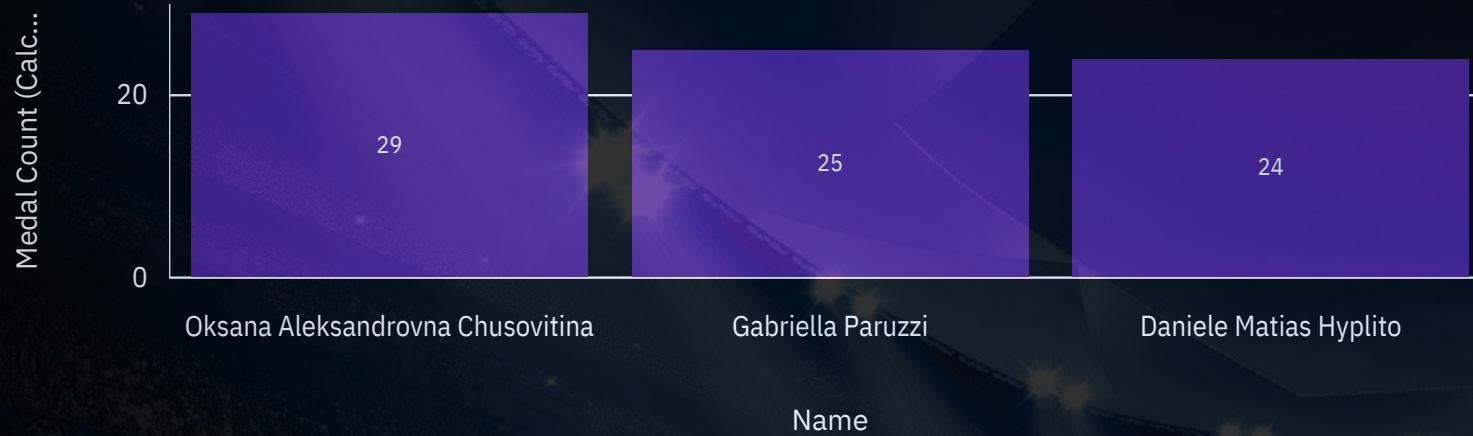 Medal Count (Calc...
20
0
29
25
24
Oksana Aleksandrovna Chusovitina
Gabriella Paruzzi
Daniele Matias Hyplito
Name